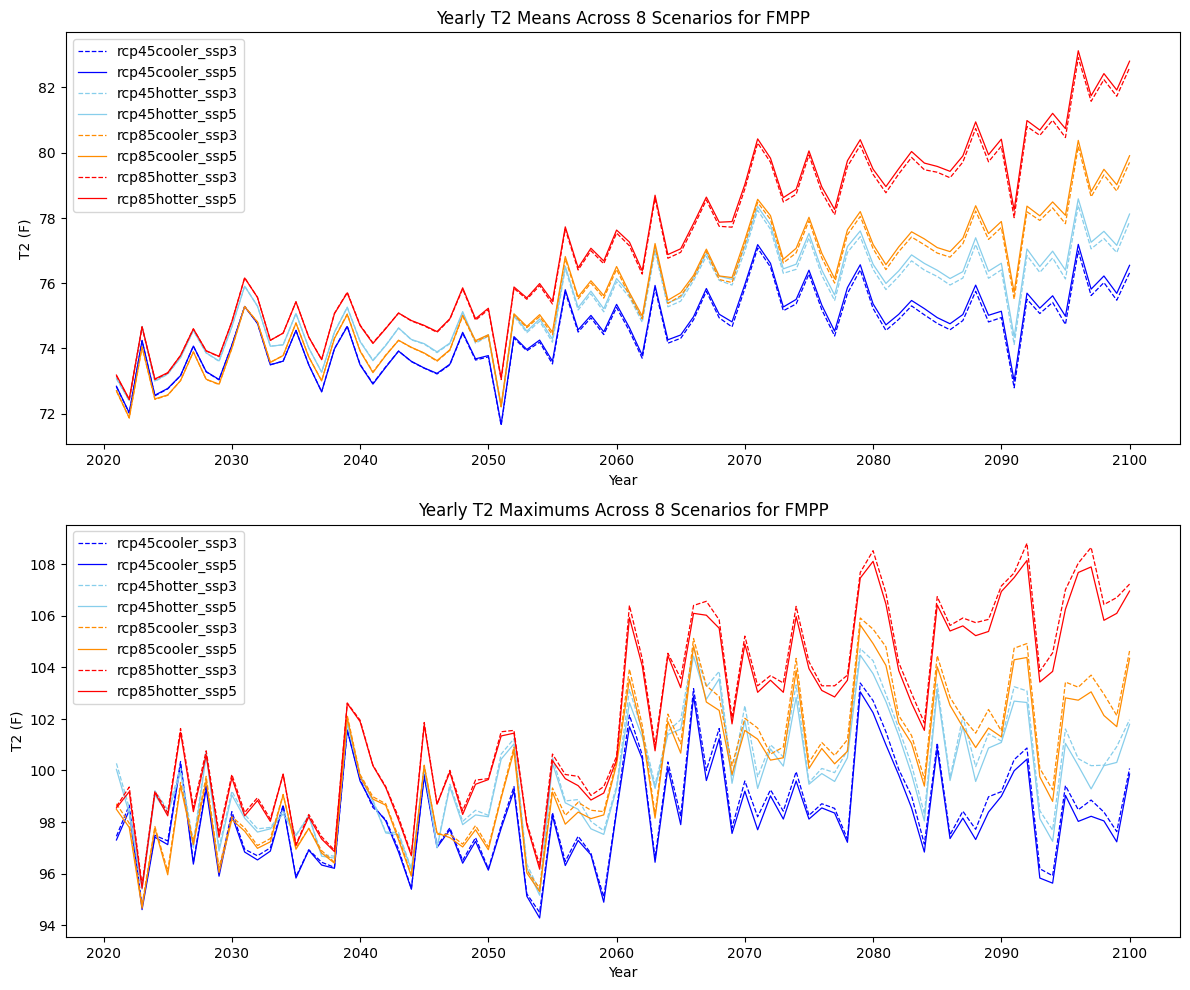 Yearly T2 Means Across 8 Scenarios for FMPP
rcp45cooler_ssp3
rcp45cooler_ssp5
rcp45hotter_ssp3
rcp45hotter_ssp5
rcp85cooler_ssp3
rcp85cooler_ssp5
rcp85hotter_ssp3
rcp85hotter_ssp5
82
80
78
76
74
72
T2 (F)
2020 2030 2040 2050 2060 2070 2080 2090 2100
Year
Yearly T2 Maximums Across 8 Scenarios for FMPP
rcp45cooler_ssp3
rcp45cooler_ssp5
rcp45hotter_ssp3
rcp45hotter_ssp5
rcp85cooler_ssp3
rcp85cooler_ssp5
rcp85hotter_ssp3
rcp85hotter_ssp5
108
106
104
102
100
98
96
94
T2 (F)
2020 2030 2040 2050 2060 2070 2080 2090 2100
Year